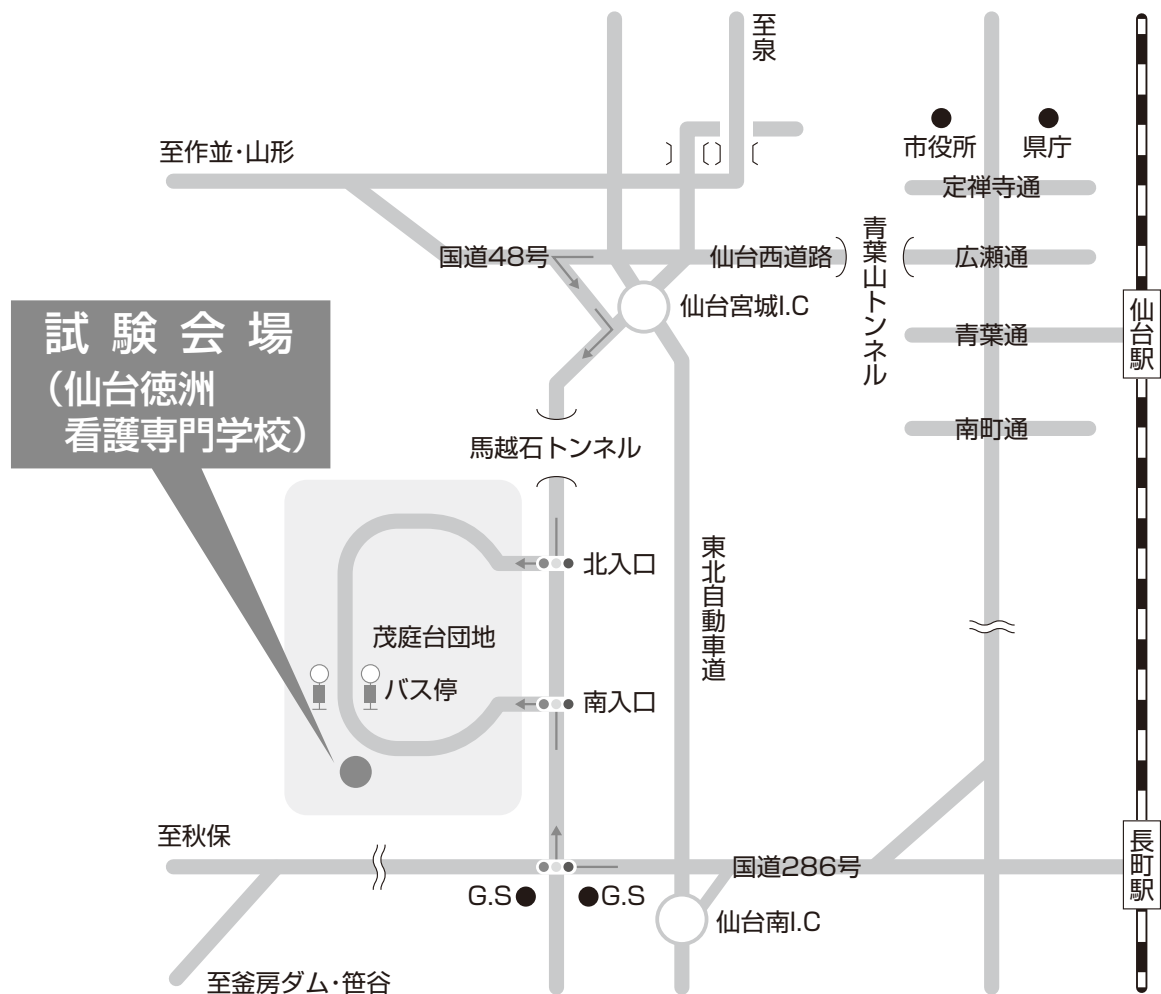 至泉
至作並・山形
市役所
県庁
定禅寺通
国道48号
仙台西道路
青葉山トンネル
広瀬通
仙台宮城I.C
仙台駅
青葉通
試験会場
（仙台徳洲
看護専門学校）
南町通
馬越石トンネル
東北自動車道
北入口
茂庭台団地
バス停
南入口
至秋保
国道286号
長町駅
G.S
G.S
仙台南I.C
至釜房ダム・笹谷